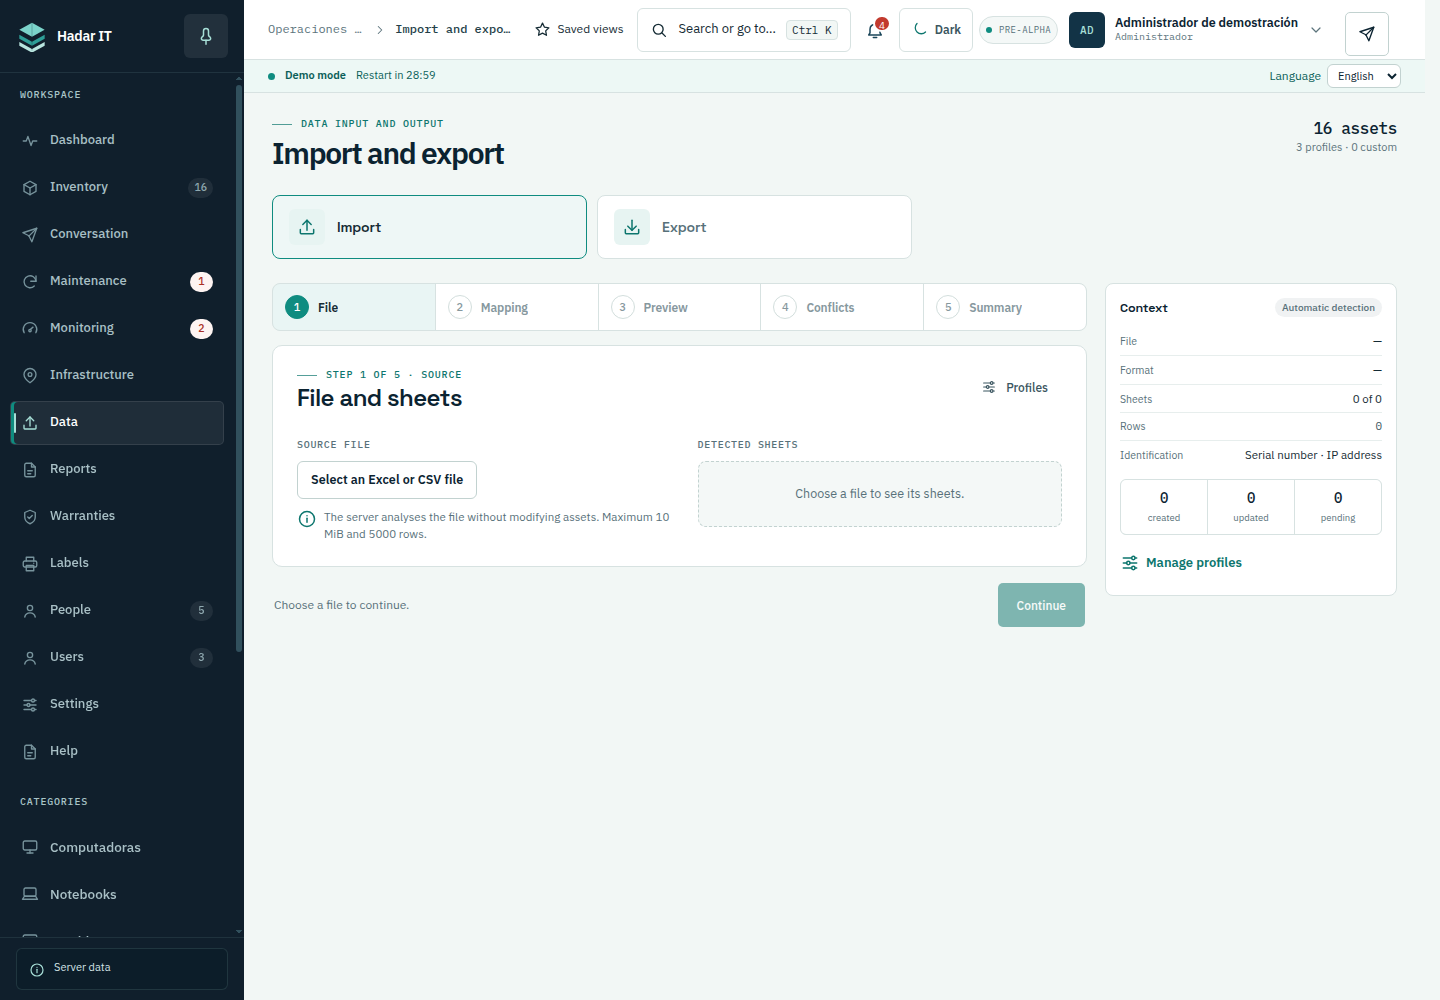 Hadar IT
WORKSPACE
Dashboard
Inventory 16
Conversation
Maintenance 1
Monitoring 2
Infrastructure
Data
Reports
Warranties
Labels
People 5
Users 3
Settings
Help
CATEGORIES
Computadoras
Notebooks
Server data
Operaciones … > Import and expo…
Saved views
Search or go to... Ctrl K
4
Dark
PRE-ALPHA
AD
Administrador de demostración
Administrador
Demo mode Restart in 28:59
Language English
DATA INPUT AND OUTPUT
Import and export
16 assets
3 profiles · 0 custom
Import
Export
1 File
2 Mapping
3 Preview
4 Conflicts
5 Summary
STEP 1 OF 5 · SOURCE
File and sheets
Profiles
SOURCE FILE
Select an Excel or CSV file
The server analyses the file without modifying assets. Maximum 10
MiB and 5000 rows.
DETECTED SHEETS
Choose a file to see its sheets.
Choose a file to continue.
Continue
Context
Automatic detection
File —
Format —
Sheets 0 of 0
Rows 0
Identification Serial number · IP address
0 0 0
created updated pending
Manage profiles